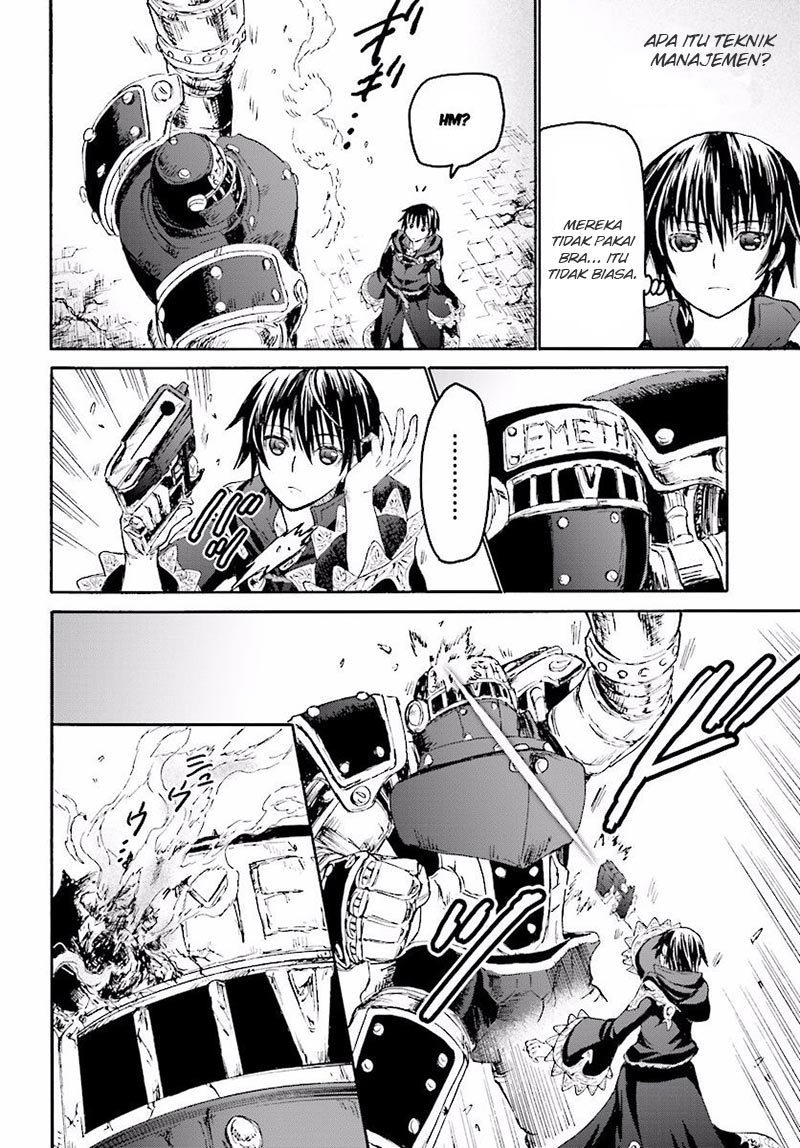 APA ITU TEKNIK
MANAJEMEN?
MEREKA
TIDAK PAKAI
BRA... ITU
TIDAK BIASA.
HM?
EMETH
.........